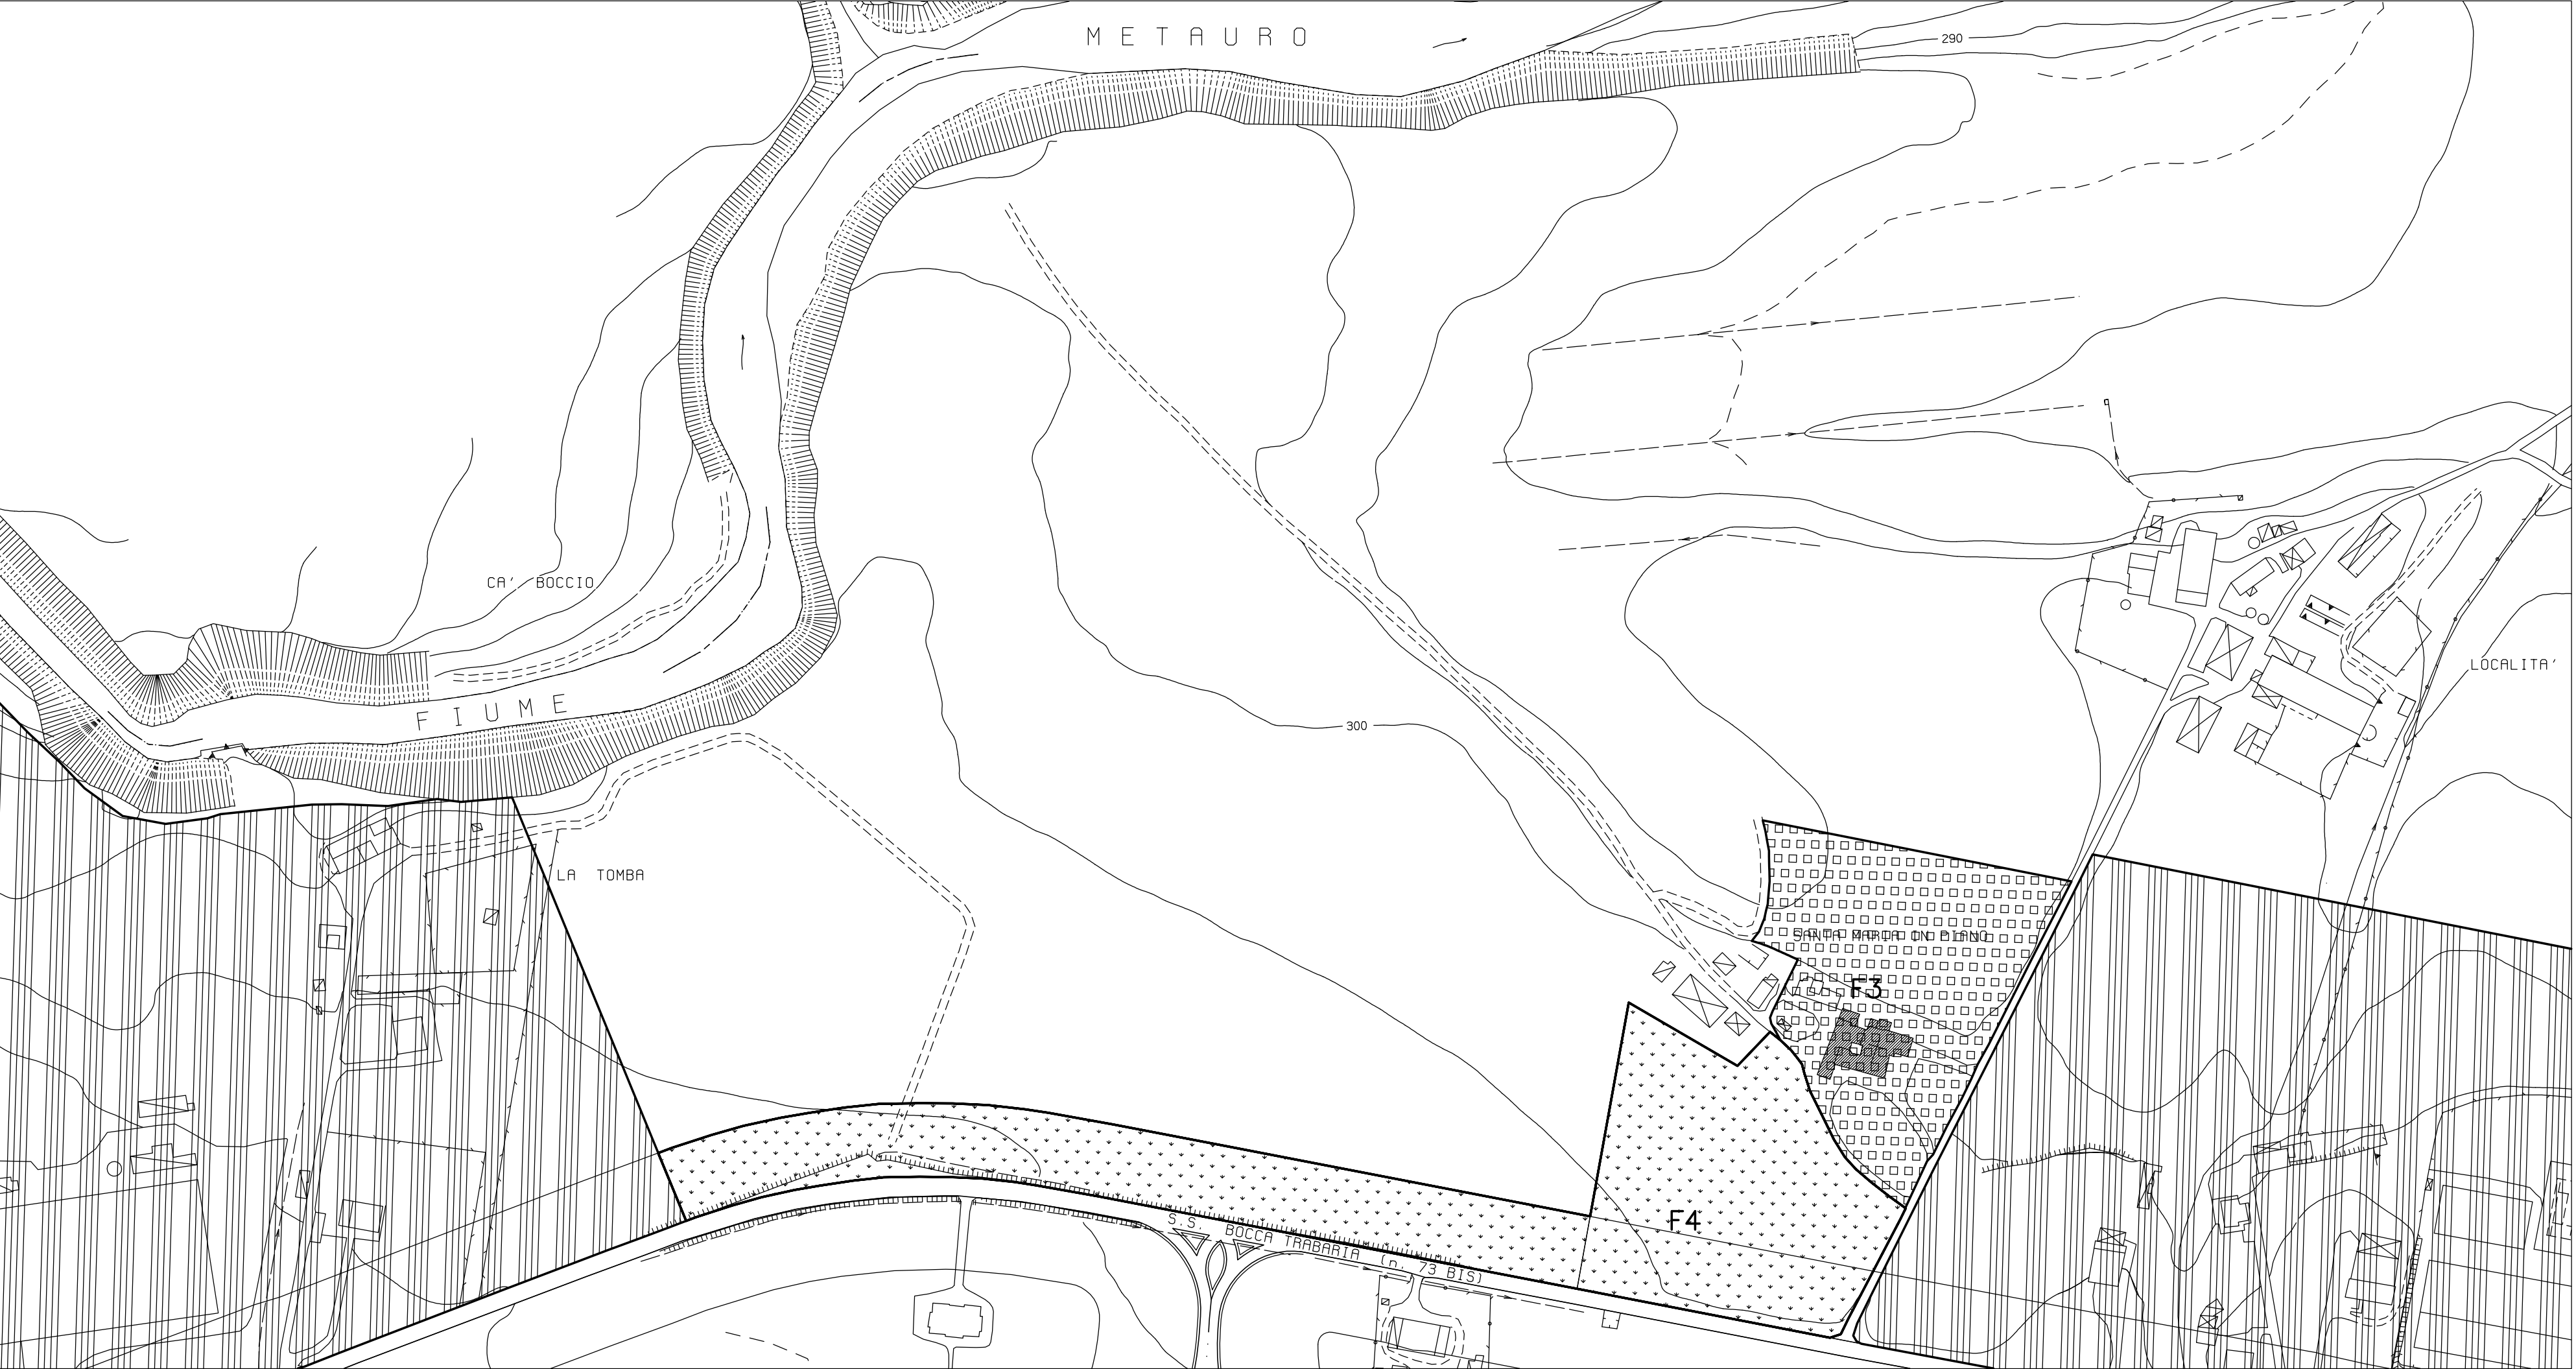 METAURO
290
CA' BOCCIO
LOCALITA'
FIUME
300
LA TOMBA
SANTA MARIA IN PIANO
F3
F4
S.S. BOCCA TRABARIA (n. 73 BIS)